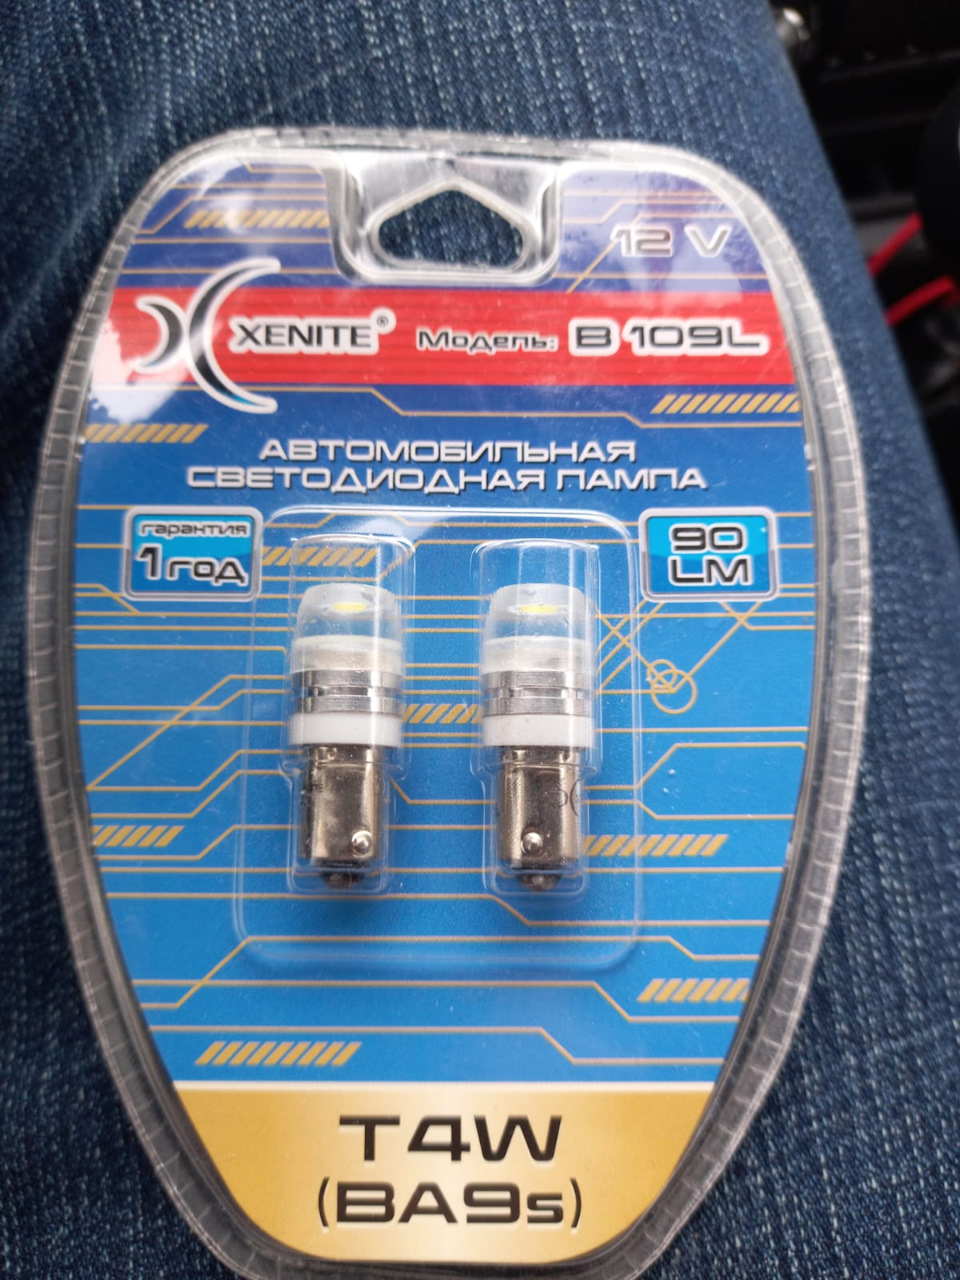 12 V
XENITE® Модель: B 109L
АВТОМОБИЛЬНАЯ
СВЕТОДИОДНАЯ ЛАМПА
гарантия
1 год
90
LM
T4W
(BA9s)